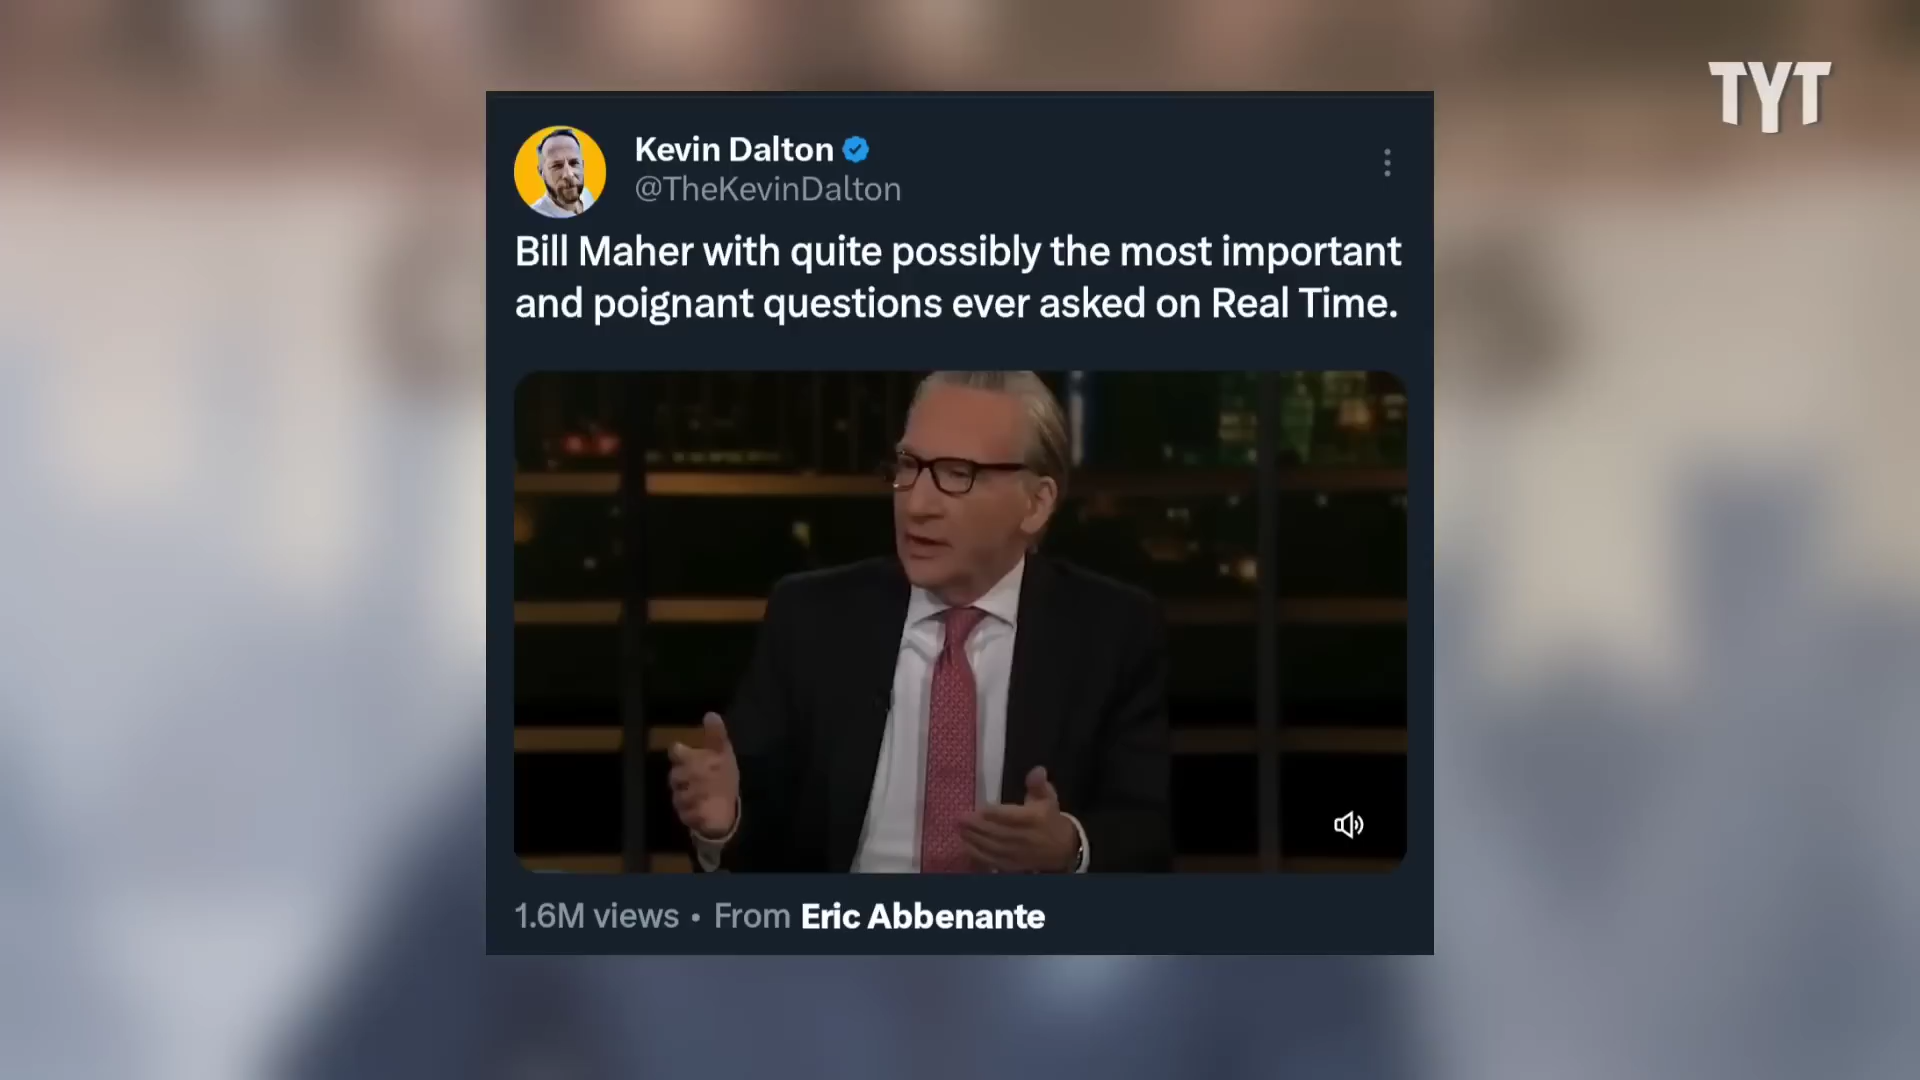 TYT
Kevin Dalton
@TheKevinDalton
Bill Maher with quite possibly the most important
and poignant questions ever asked on Real Time.
1.6M views • From Eric Abbenante